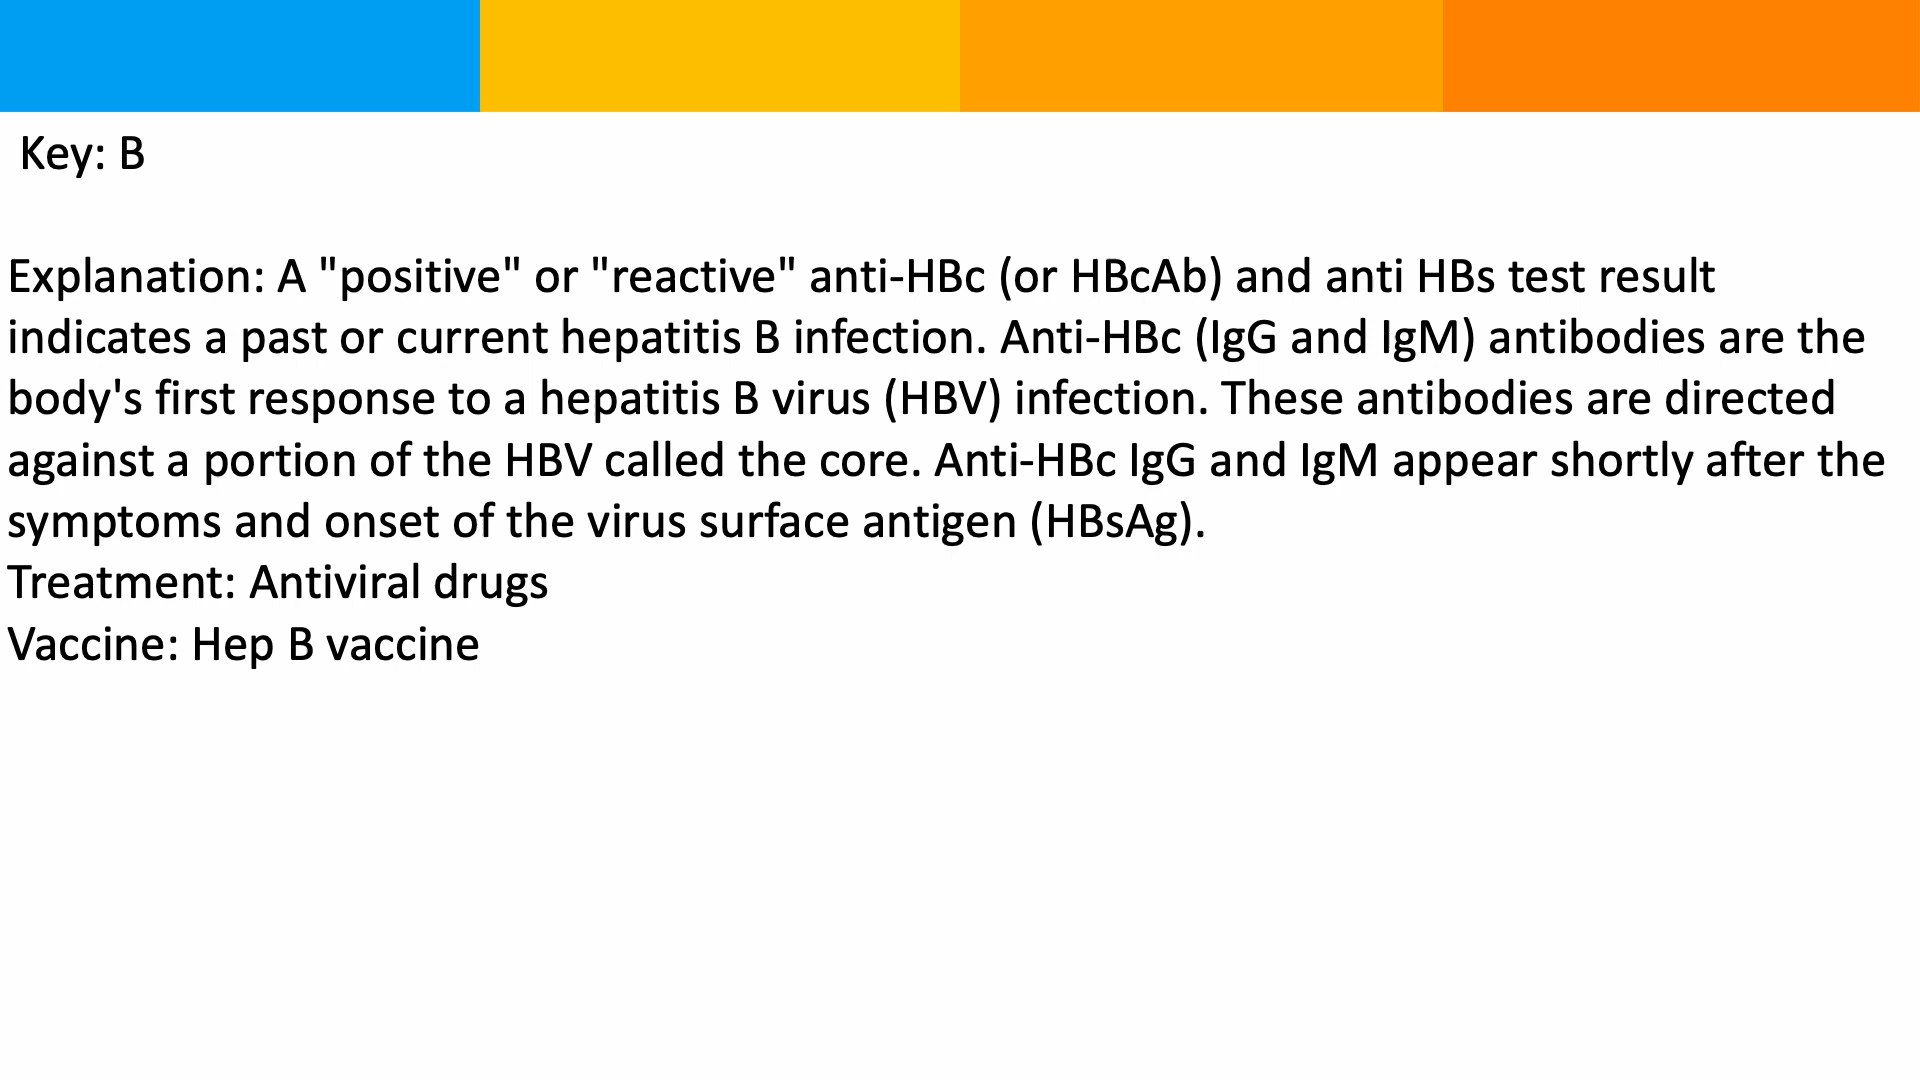 Key: B
Explanation: A "positive" or "reactive" anti-HBc (or HBcAb) and anti HBs test result
indicates a past or current hepatitis B infection. Anti-HBc (IgG and IgM) antibodies are the
body's first response to a hepatitis B virus (HBV) infection. These antibodies are directed
against a portion of the HBV called the core. Anti-HBc IgG and IgM appear shortly after the
symptoms and onset of the virus surface antigen (HBsAg).
Treatment: Antiviral drugs
Vaccine: Hep B vaccine